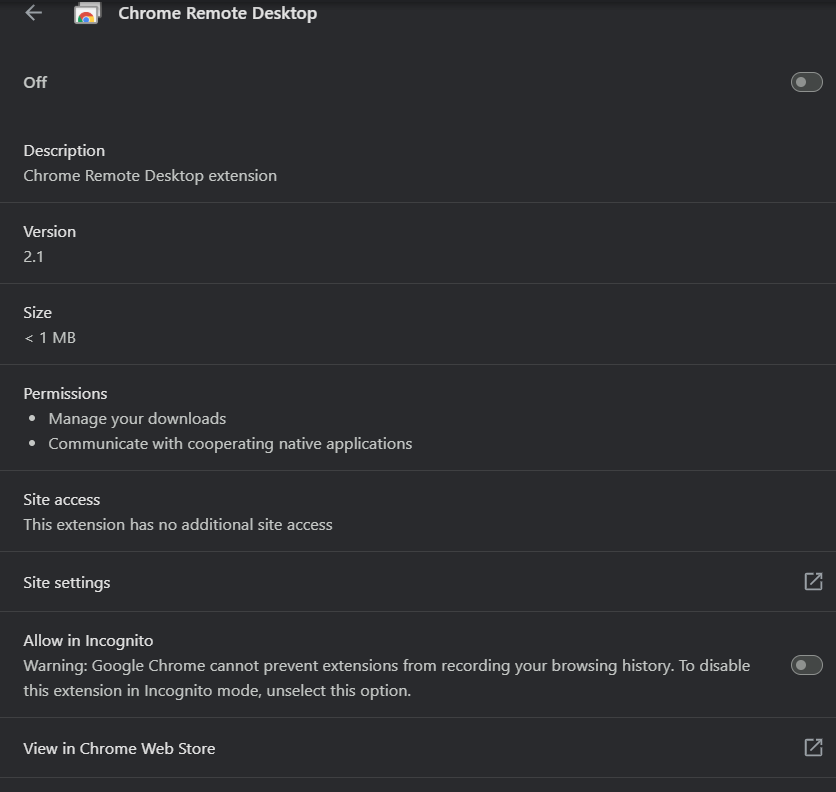 Chrome Remote Desktop
Off
Description
Chrome Remote Desktop extension
Version
2.1
Size
< 1 MB
Permissions
• Manage your downloads
• Communicate with cooperating native applications
Site access
This extension has no additional site access
Site settings
Allow in Incognito
Warning: Google Chrome cannot prevent extensions from recording your browsing history. To disable
this extension in Incognito mode, unselect this option.
View in Chrome Web Store